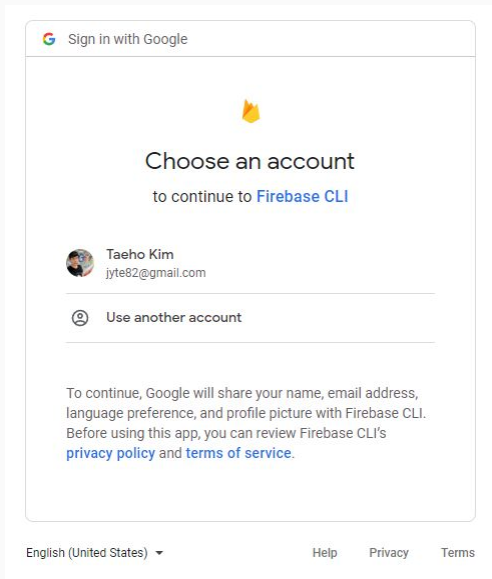 Sign in with Google
Choose an account
to continue to Firebase CLI
Taeho Kim
jyte82@gmail.com
Use another account
To continue, Google will share your name, email address,
language preference, and profile picture with Firebase CLI.
Before using this app, you can review Firebase CLI's
privacy policy and terms of service.
English (United States)
Help Privacy Terms